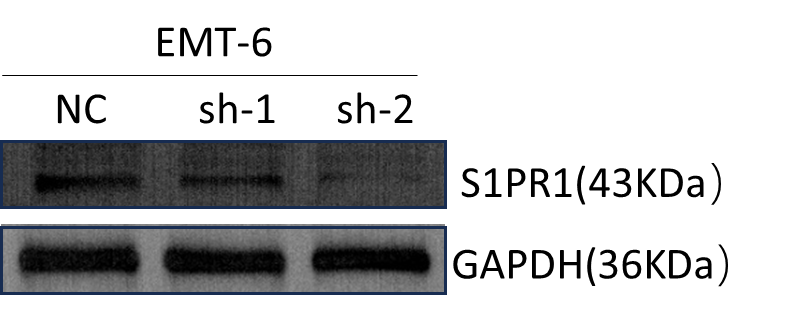 EMT-6
NC sh-1 sh-2
S1PR1(43KDa）
GAPDH(36KDa）